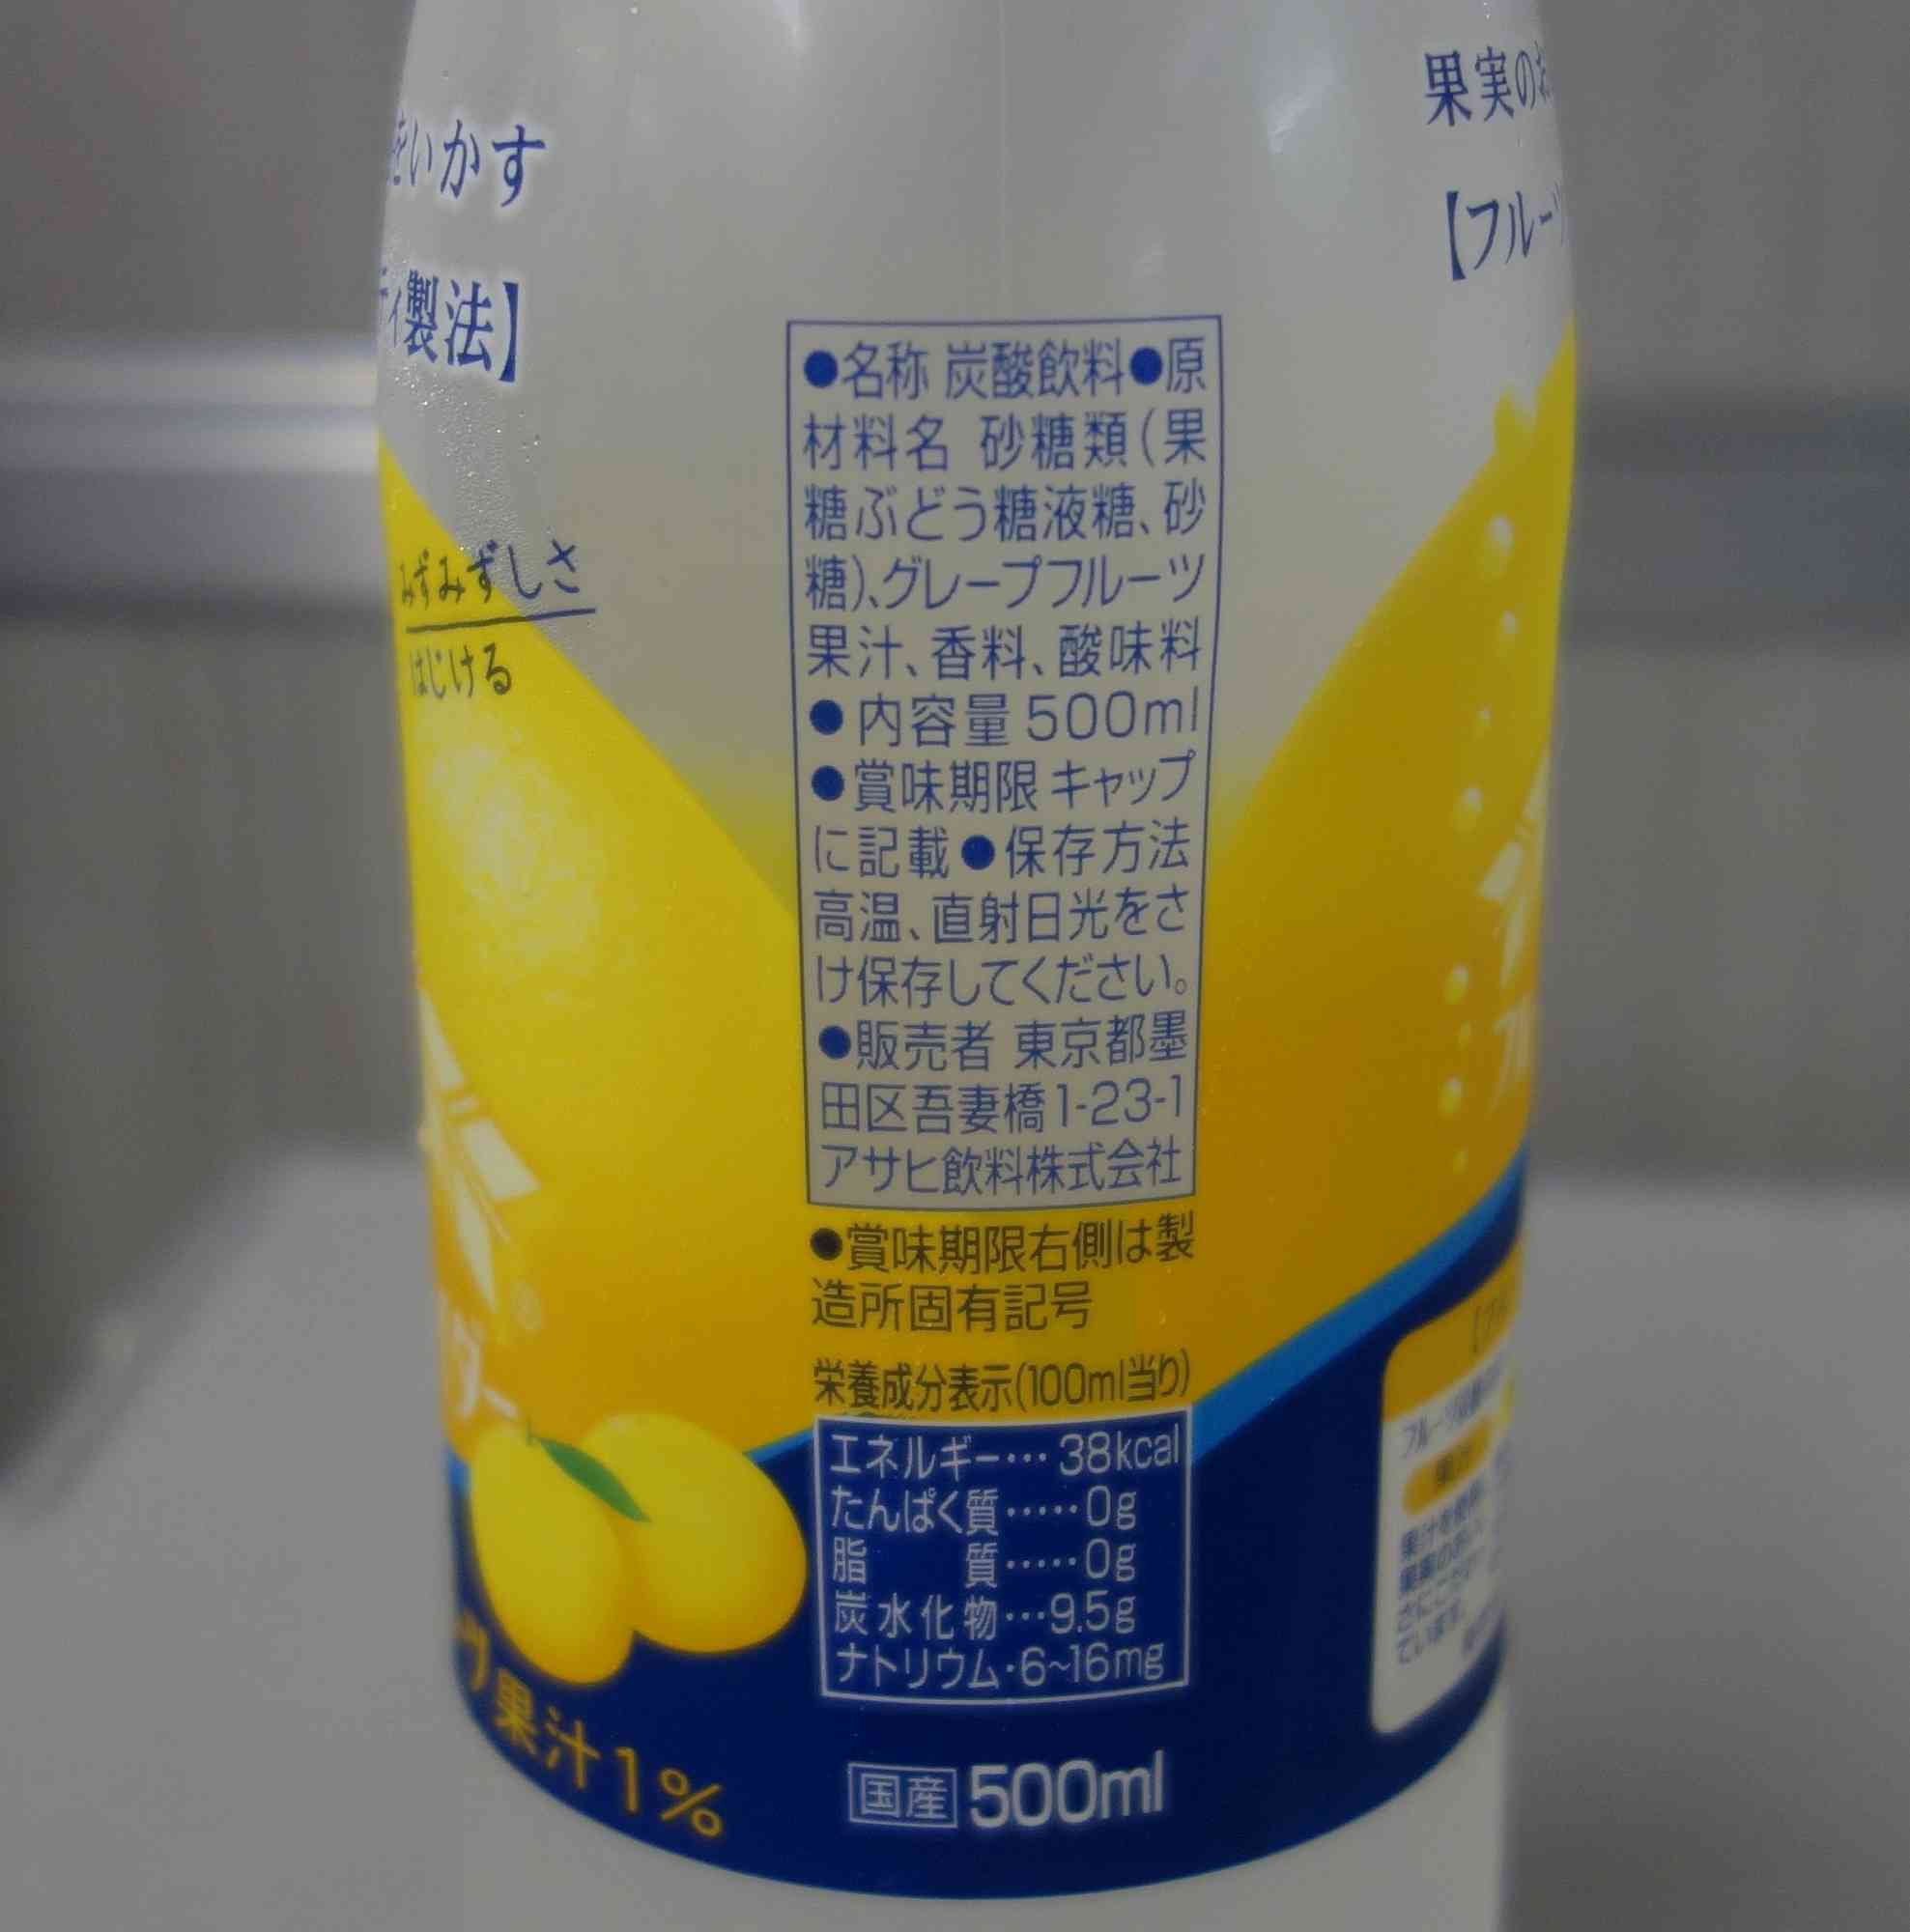 をいかす
ディ製法】
みずみずしさ
はじける
●名称 炭酸飲料●原
材料名 砂糖類(果
糖ぶどう糖液糖、砂
糖)、グレープフルーツ
果汁、香料、酸味料
●内容量500ml
●賞味期限 キャップ
に記載●保存方法
高温、直射日光をさ
け保存してください。
●販売者 東京都墨
田区吾妻橋1-23-1
アサヒ飲料株式会社
●賞味期限右側は製
造所固有記号
栄養成分表示(100ml当り)
エネルギー…38kcal
たんぱく質……0g
脂 質……0g
炭水化物…9.5g
ナトリウム・6~16mg
国産 500ml
果汁1%
果実の
【フルー